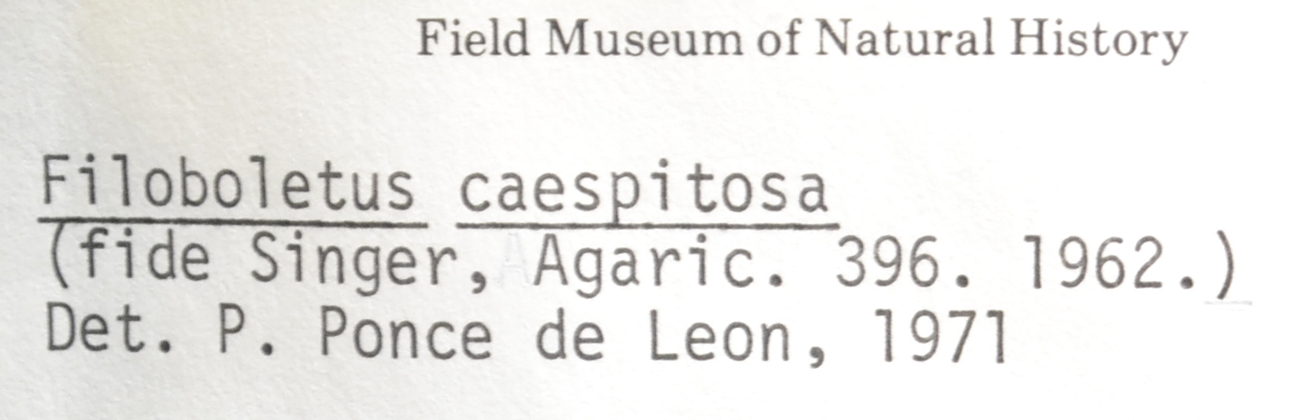 Field Museum of Natural History
Filoboletus caespitosa
(fide Singer, Agaric. 396. 1962.)
Det. P. Ponce de Leon, 1971